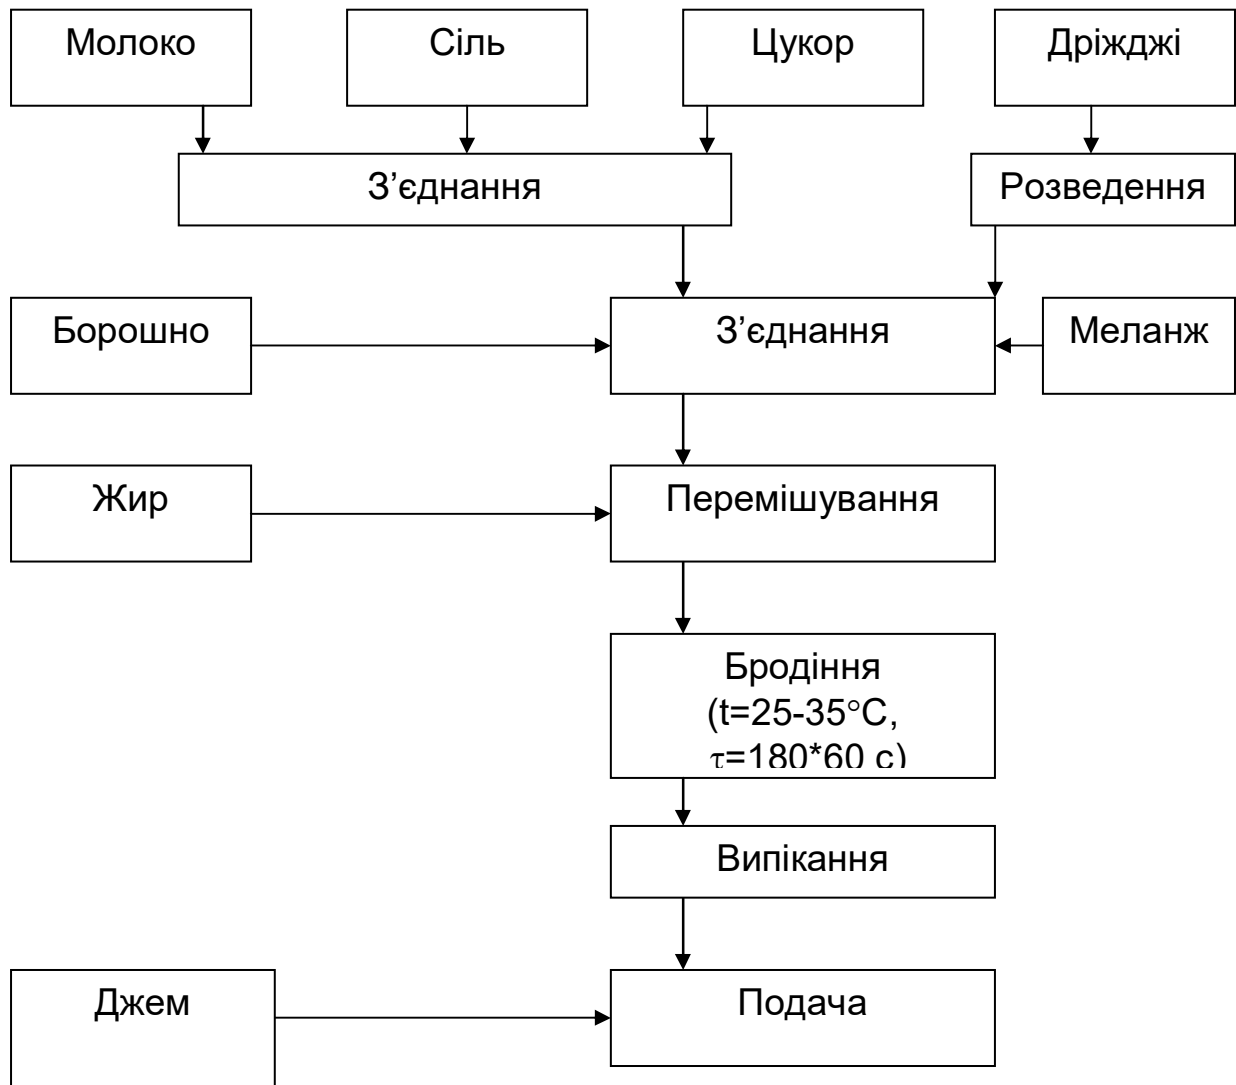 Молоко
Сіль
Цукор
Дріжджі
З’єднання
Розведення
Борошно
З’єднання
Меланж
Жир
Перемішування
Бродіння
(t=25-35°С,
τ=180*60 с)
Випікання
Джем
Подача